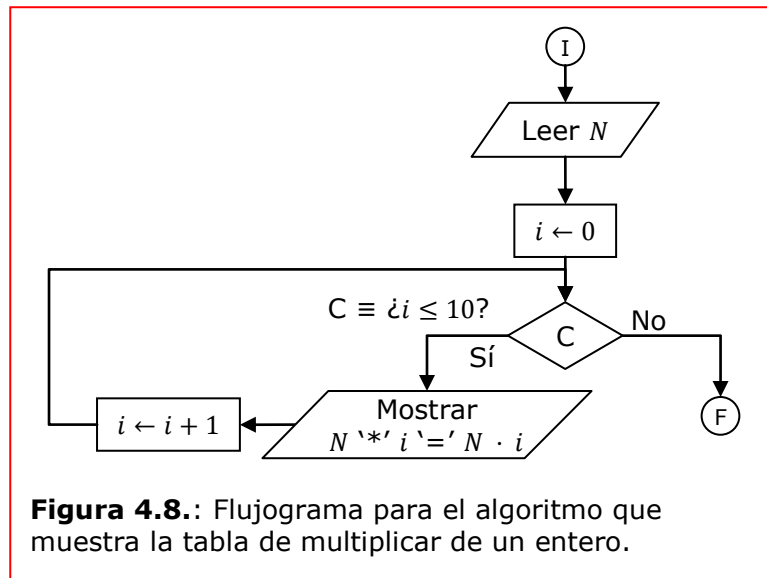 I
Leer N
i ← 0
C ≡ ¿i ≤ 10?
C
No
Sí
Mostrar
N ‘*’ i ‘=’ N · i
i ← i + 1
F
Figura 4.8.: Flujograma para el algoritmo que
muestra la tabla de multiplicar de un entero.